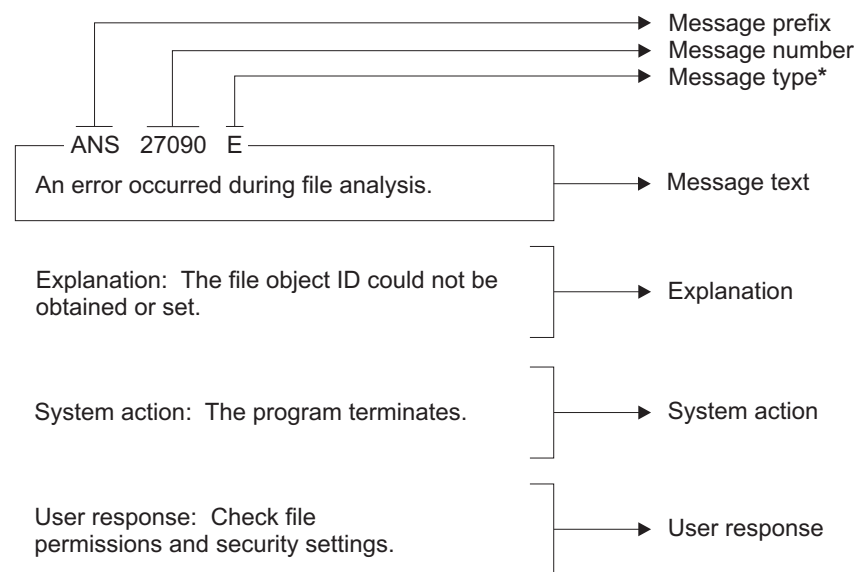 Message prefix
Message number
Message type*
ANS 27090 E
An error occurred during file analysis.
Message text
Explanation: The file object ID could not be
obtained or set.
Explanation
System action: The program terminates.
System action
User response: Check file
permissions and security settings.
User response